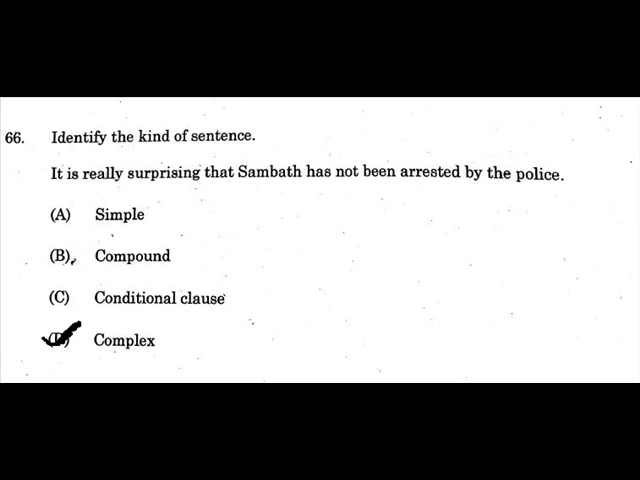 66. Identify the kind of sentence.
It is really surprising that Sambath has not been arrested by the police.
(A) Simple
(B) Compound
(C) Conditional clause
Complex